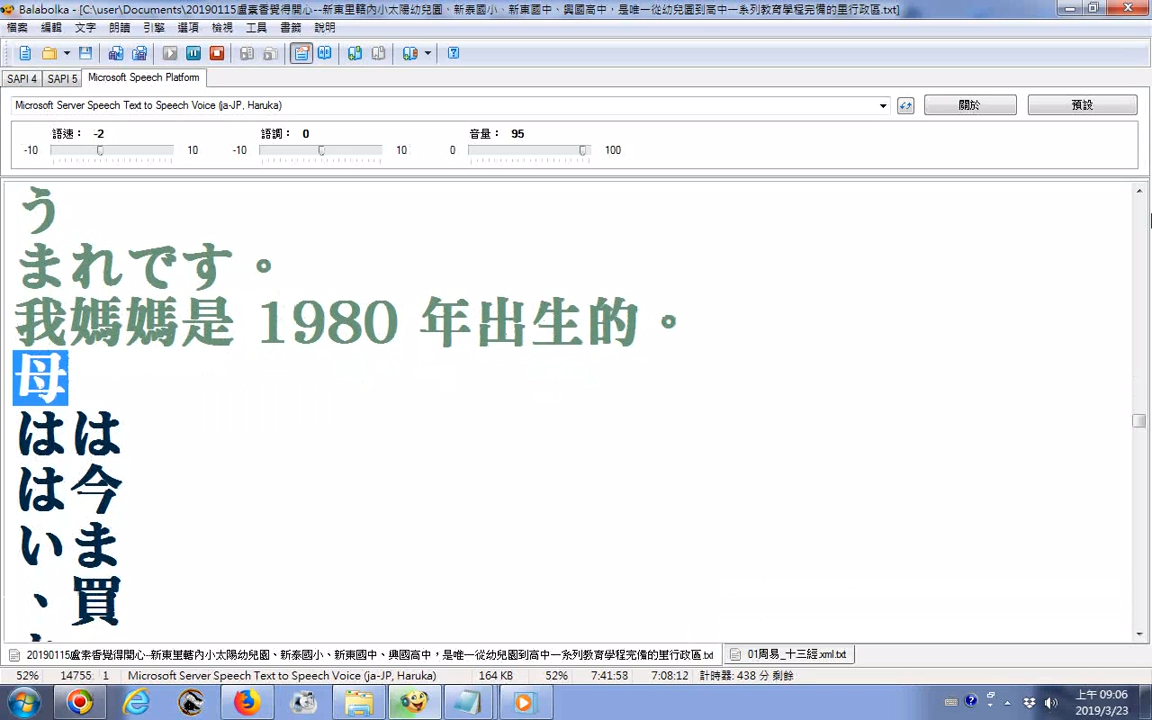 Balabolka - [C:\user\Documents\20190115盧素香覺得開心--新東里轄內小太陽幼兒園、新泰國小、新東國中、興國高中，是唯一從幼兒園到高中一系列教育學程完備的里行政區.txt]
檔案 編輯 文字 朗讀 引擎 選項 檢視 工具 書籤 說明
SAPI 4 SAPI 5 Microsoft Speech Platform
Microsoft Server Speech Text to Speech Voice (ja-JP, Haruka) 關於 預設
語速： -2 語調： 0 音量： 95
-10 10 -10 10 0 100
う
まれです。
我媽媽是 1980 年出生的。
母
はは
は今
いま
、買
20190115盧素香覺得開心--新東里轄內小太陽幼兒園、新泰國小、新東國中、興國高中，是唯一從幼兒園到高中一系列教育學程完備的里行政區.txt 01周易_十三經.xml.txt
52% 14755: 1 Microsoft Server Speech Text to Speech Voice (ja-JP, Haruka) 164 KB 52% 7:41:58 7:08:12 計時器: 438 分 剩餘
上午 09:06
2019/3/23